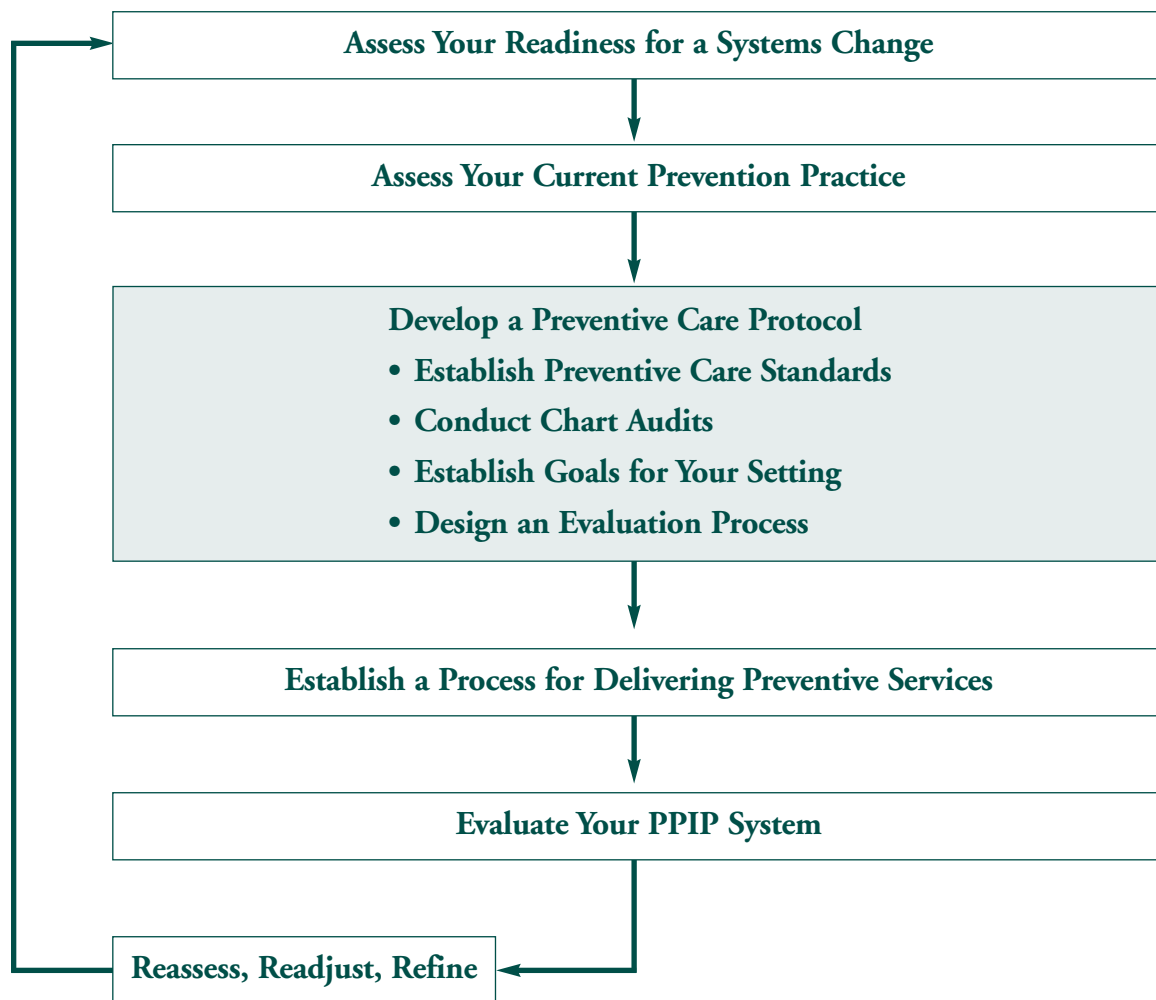 Assess Your Readiness for a Systems Change
Assess Your Current Prevention Practice
Develop a Preventive Care Protocol
• Establish Preventive Care Standards
• Conduct Chart Audits
• Establish Goals for Your Setting
• Design an Evaluation Process
Establish a Process for Delivering Preventive Services
Evaluate Your PPIP System
Reassess, Readjust, Refine